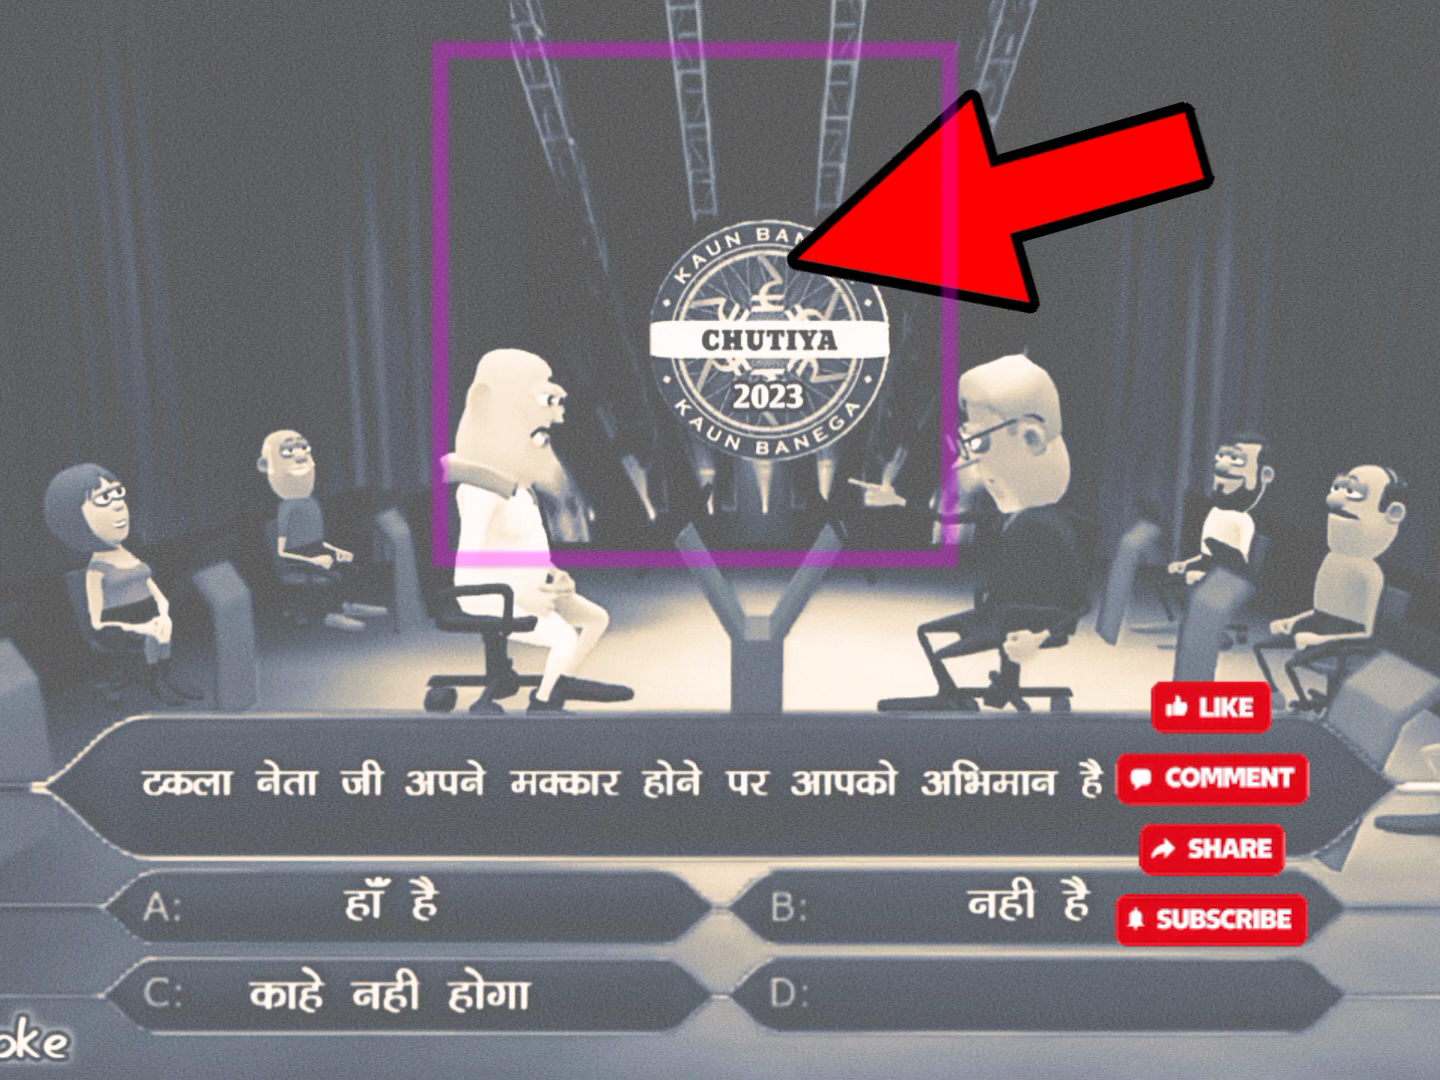 KAUN BAN
CHUTIYA
2023
KAUN BANEGA
LIKE
टकला नेता जी अपने मक्कार होने पर आपको अभिमान है
COMMENT
SHARE
A: हाँ है
B: नही है
SUBSCRIBE
C: काहे नही होगा
D:
oke